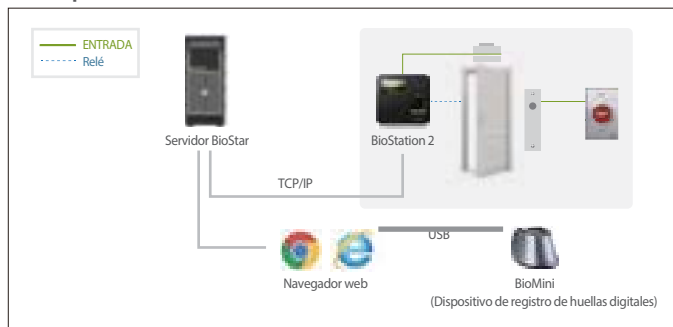 ENTRADA
Relé
Servidor BioStar
BioStation 2
TCP/IP
USB
Navegador web
BioMini
(Dispositivo de registro de huellas digitales)